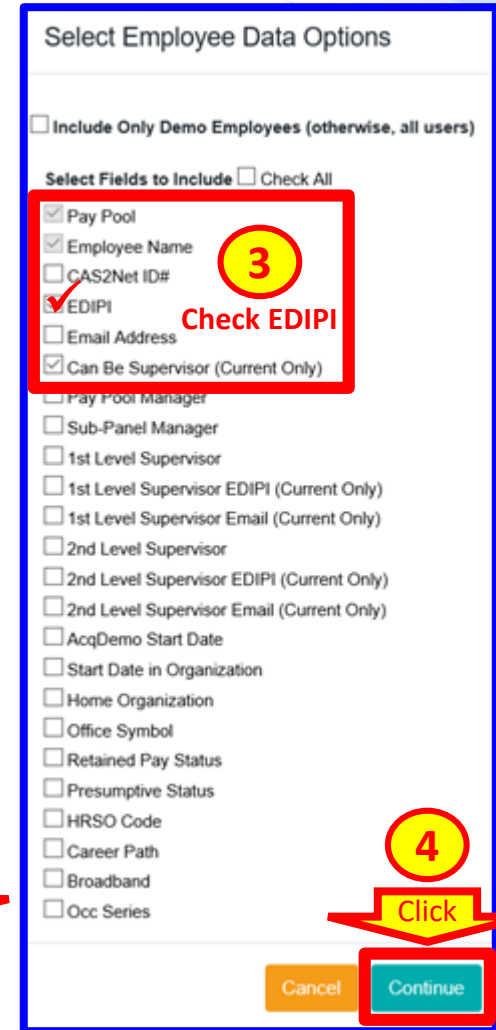 Select Employee Data Options
Include Only Demo Employees (otherwise, all users)
Select Fields to Include Check All
Pay Pool
Employee Name
3
CAS2Net ID#
EDIPI
Check EDIPI
Email Address
Can Be Supervisor (Current Only)
Pay Pool Manager
Sub-Panel Manager
1st Level Supervisor
1st Level Supervisor EDIPI (Current Only)
1st Level Supervisor Email (Current Only)
2nd Level Supervisor
2nd Level Supervisor EDIPI (Current Only)
2nd Level Supervisor Email (Current Only)
AcqDemo Start Date
Start Date in Organization
Home Organization
Office Symbol
Retained Pay Status
Presumptive Status
HRSO Code
Career Path
4
Broadband
Occ Series
Click
Cancel Continue